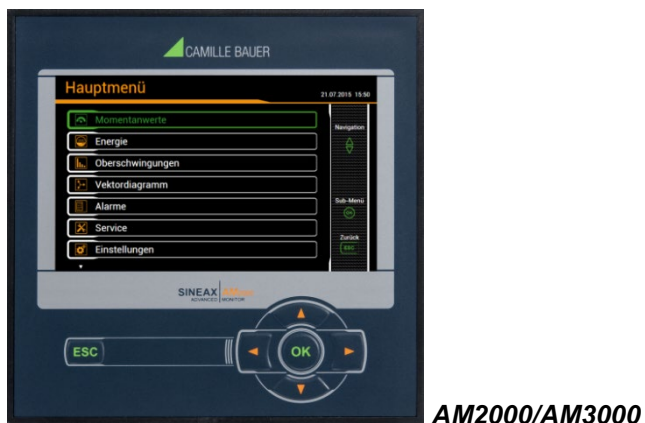 CAMILLE BAUER
Hauptmenü
21.07.2015 15:50
Momentanwerte
Navigation
Energie
Oberschwingungen
Vektordiagramm
Alarme
Sub-Menü
OK
Service
Zurück
ESC
Einstellungen
SINEAX
ADVANCED MONITOR
ESC
OK
AM2000/AM3000